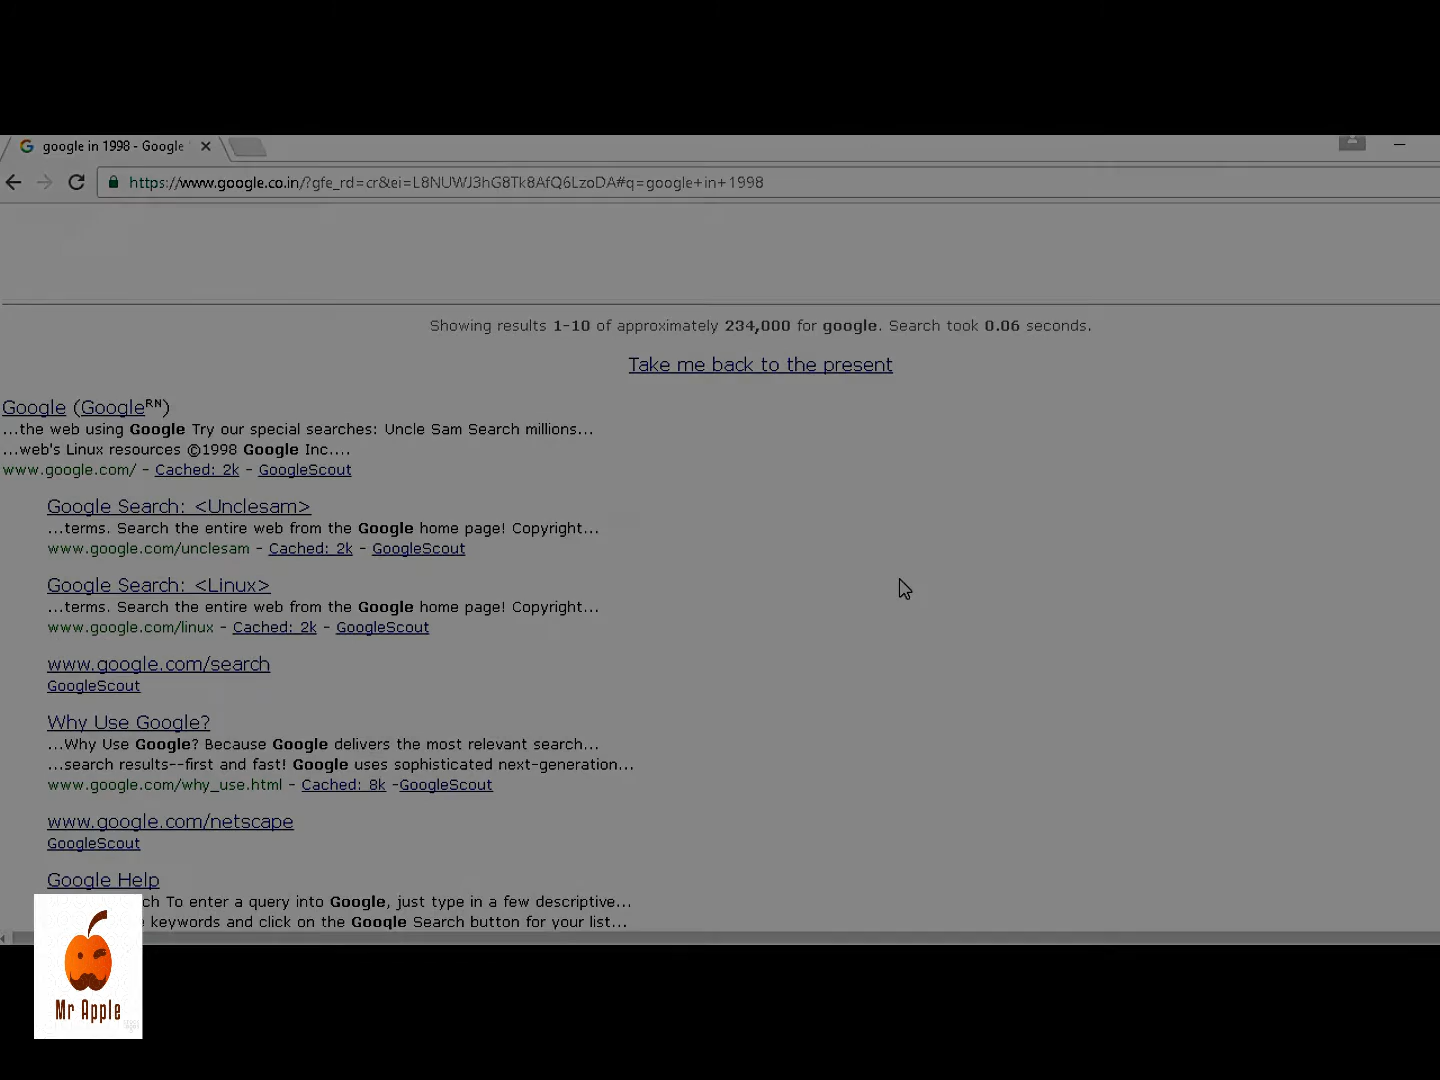 google in 1998 - Google
https://www.google.co.in/?gfe_rd=cr&ei=L8NUWJ3hG8Tk8AfQ6LzoDA#q=google+in+1998
Showing results 1-10 of approximately 234,000 for google. Search took 0.06 seconds.
Take me back to the present
Google (GoogleRN)
...the web using Google Try our special searches: Uncle Sam Search millions...
...web's Linux resources ©1998 Google Inc....
www.google.com/ - Cached: 2k - GoogleScout
Google Search: <Unclesam>
...terms. Search the entire web from the Google home page! Copyright...
www.google.com/unclesam - Cached: 2k - GoogleScout
Google Search: <Linux>
...terms. Search the entire web from the Google home page! Copyright...
www.google.com/linux - Cached: 2k - GoogleScout
www.google.com/search
GoogleScout
Why Use Google?
...Why Use Google? Because Google delivers the most relevant search...
...search results--first and fast! Google uses sophisticated next-generation...
www.google.com/why_use.html - Cached: 8k -GoogleScout
www.google.com/netscape
GoogleScout
Google Help
ch To enter a query into Google, just type in a few descriptive...
keywords and click on the Google Search button for your list...
Mr Apple